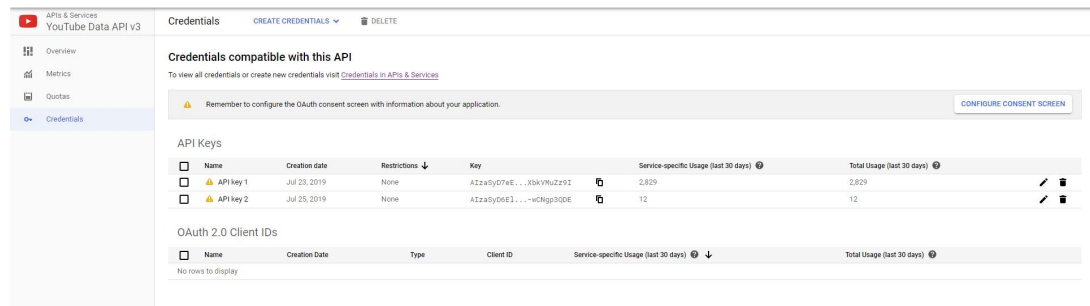 APIs & Services
YouTube Data API v3
Overview
Metrics
Quotas
Credentials
Credentials CREATE CREDENTIALS DELETE
Credentials compatible with this API
To view all credentials or create new credentials visit Credentials in APIs & Services
Remember to configure the OAuth consent screen with information about your application. CONFIGURE CONSENT SCREEN
API Keys
Name Creation date Restrictions Key Service-specific Usage (last 30 days) Total Usage (last 30 days)
API key 1 Jul 23, 2019 None AIzaSyD7eE...XbkVMuZz9I 2,829 2,829
API key 2 Jul 25, 2019 None AIzaSyD6El...-wCNgp3QDE 12 12
OAuth 2.0 Client IDs
Name Creation Date Type Client ID Service-specific Usage (last 30 days) Total Usage (last 30 days)
No rows to display